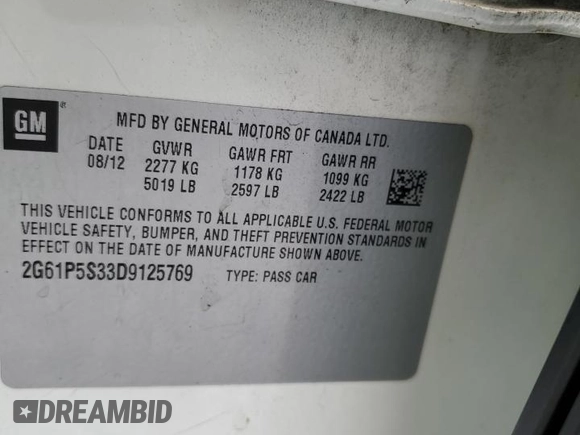 GM
MFD BY GENERAL MOTORS OF CANADA LTD.
DATE GVWR GAWR FRT GAWR RR
08/12 2277 KG 1178 KG 1099 KG
5019 LB 2597 LB 2422 LB
THIS VEHICLE CONFORMS TO ALL APPLICABLE U.S. FEDERAL MOTOR
VEHICLE SAFETY, BUMPER, AND THEFT PREVENTION STANDARDS IN
EFFECT ON THE DATE OF MANUFACTURE SHOWN ABOVE.
2G61P5S33D9125769 TYPE: PASS CAR
DREAMBID